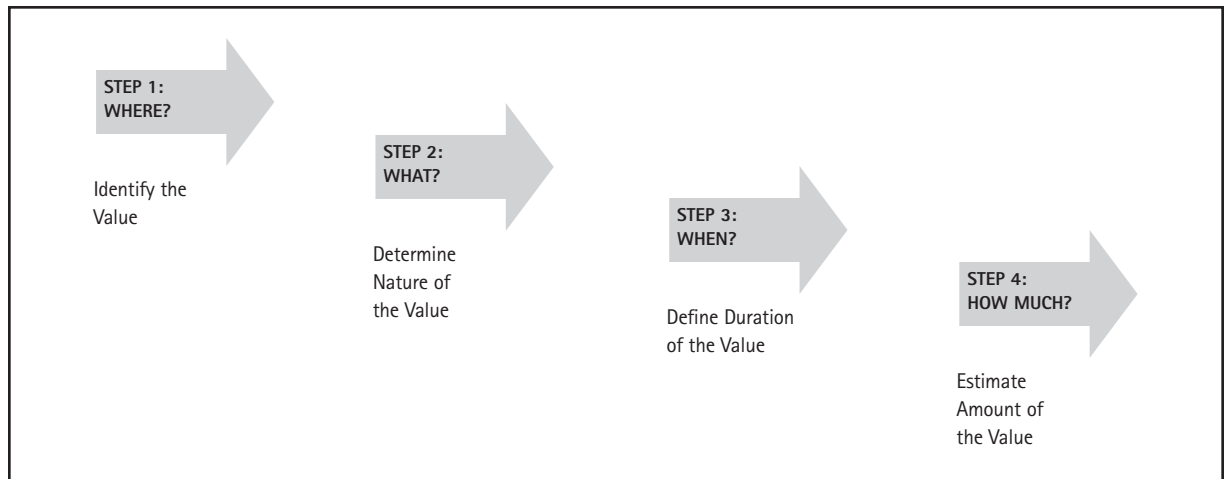 STEP 1:
WHERE?
Identify the
Value
STEP 2:
WHAT?
Determine
Nature of
the Value
STEP 3:
WHEN?
Define Duration
of the Value
STEP 4:
HOW MUCH?
Estimate
Amount of
the Value